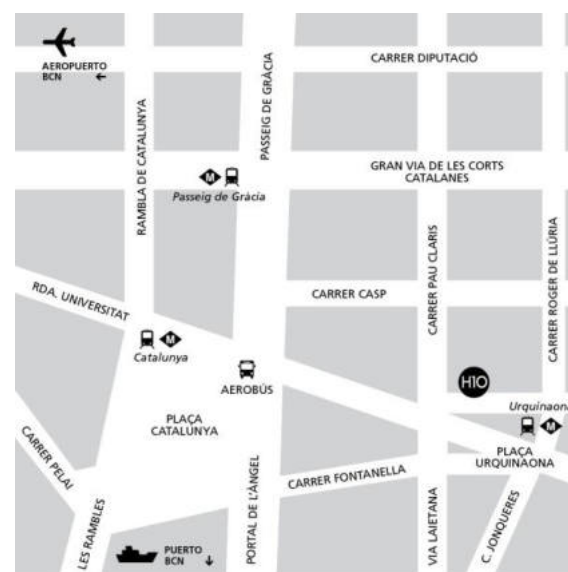 AEROPUERTO
BCN ←
CARRER DIPUTACIÓ
PASSEIG DE GRÀCIA
RAMBLA DE CATALUNYA
GRAN VIA DE LES CORTS
CATALANES
M
Passeig de Gràcia
CARRER PAU CLARIS
CARRER ROGER DE LLÚRIA
RDA. UNIVERSITAT
CARRER CASP
M
Catalunya
AEROBÚS
H10
Urquinaona
M
PLAÇA
CATALUNYA
PLAÇA
URQUINAONA
CARRER PELAI
CARRER FONTANELLA
LES RAMBLES
PORTAL DE L'ÀNGEL
VIA LAIETANA
C. JONQUERES
PUERTO
BCN ↓